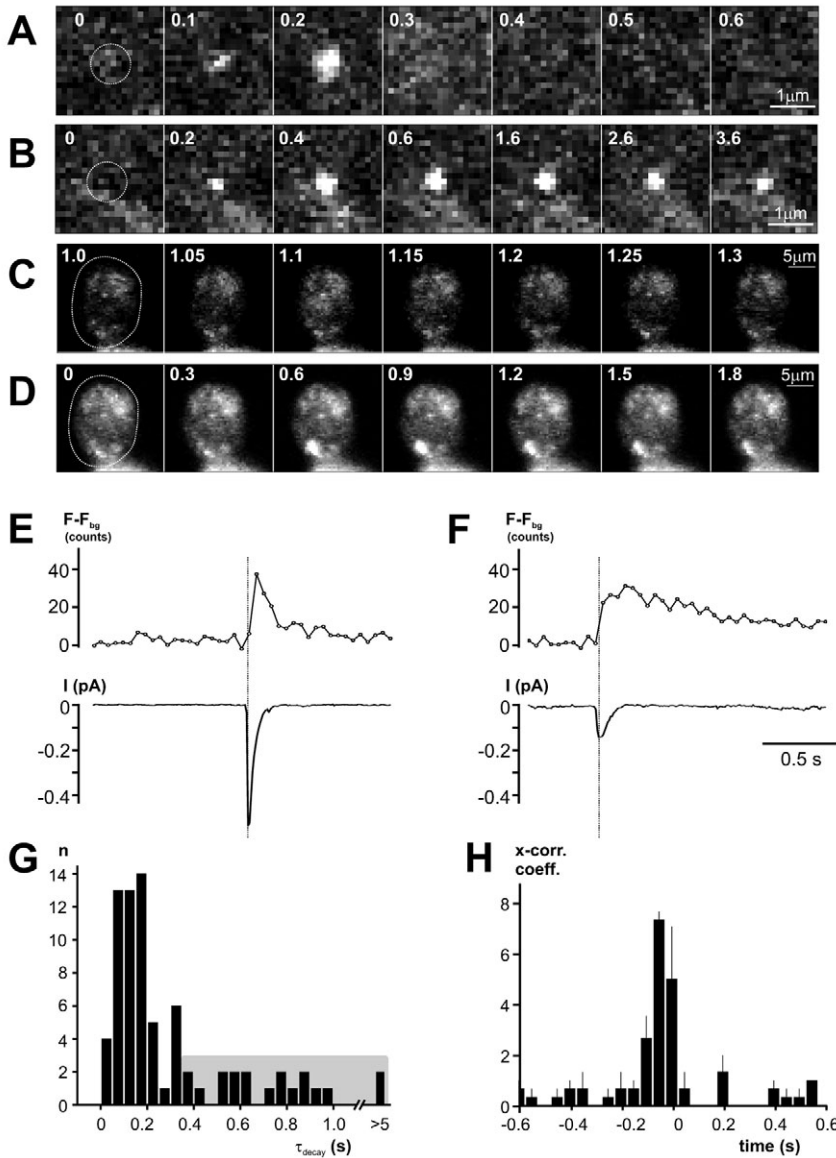 A
0 0.1 0.2 0.3 0.4 0.5 0.6
1μm
B
0 0.2 0.4 0.6 1.6 2.6 3.6
1μm
C
1.0 1.05 1.1 1.15 1.2 1.25 1.3
5μm
D
0 0.3 0.6 0.9 1.2 1.5 1.8
5μm
E
F-Fbg
(counts)
40
20
0
I (pA)
0
-0.2
-0.4
F
F-Fbg
(counts)
40
20
0
I (pA)
0
-0.2
-0.4
0.5 s
G
n
14
12
10
8
6
4
2
0
0 0.2 0.4 0.6 0.8 1.0 >5
τdecay (s)
H
x-corr.
coeff.
8
6
4
2
0
-0.6 -0.4 -0.2 0 0.2 0.4 0.6
time (s)